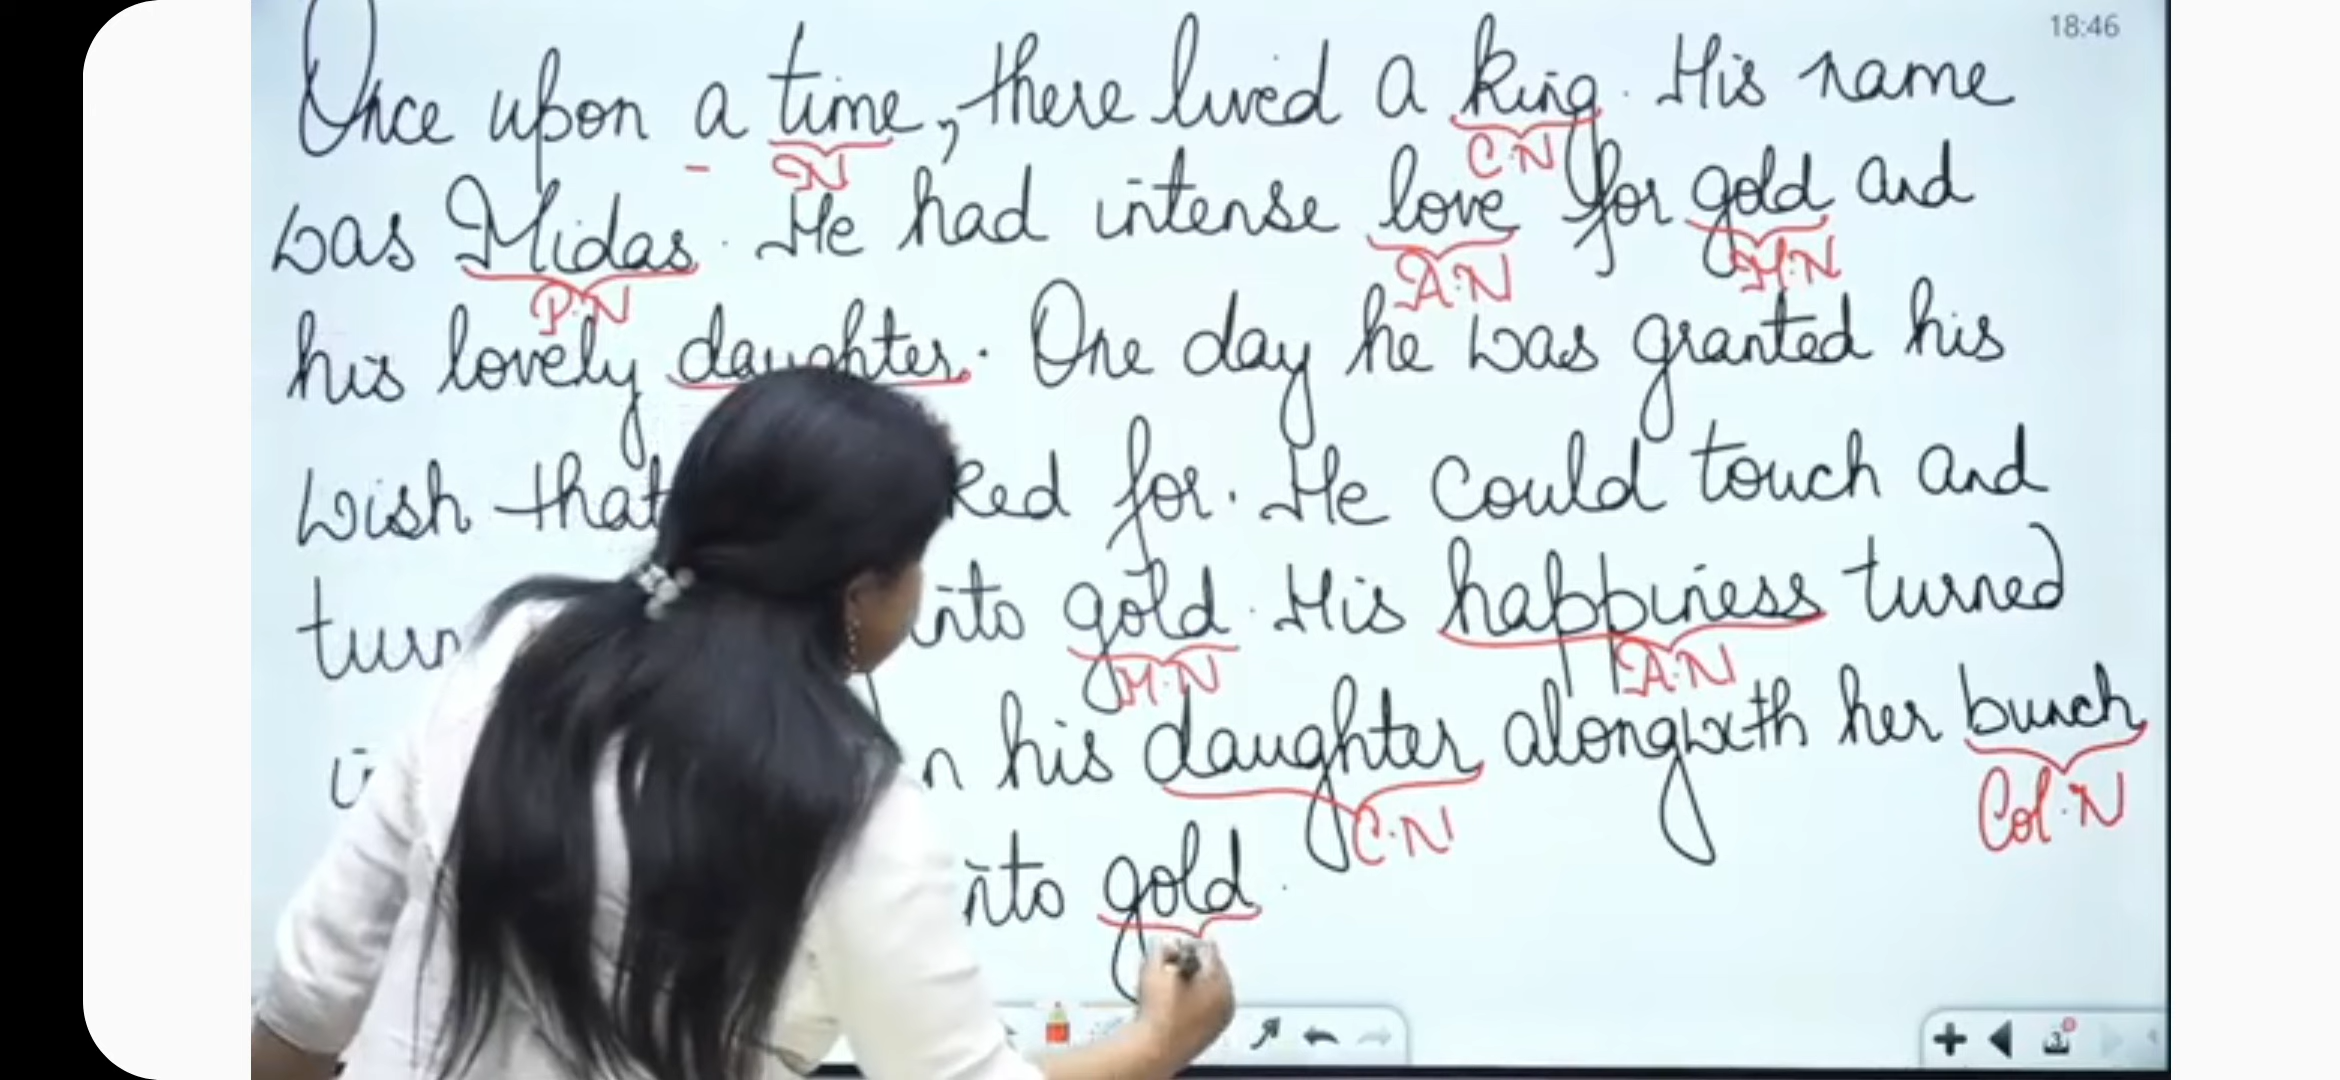 18:46
Once upon a time, there lived a king. His name
N C.N
was Midas. He had intense love for gold and
P.N A.N M.N
his lovely daughter. One day he was granted his
wish that for. He could touch and
into gold. His happiness turned
M.N A.N
his daughter alongwith her bunch
C.N Col.N
gold.